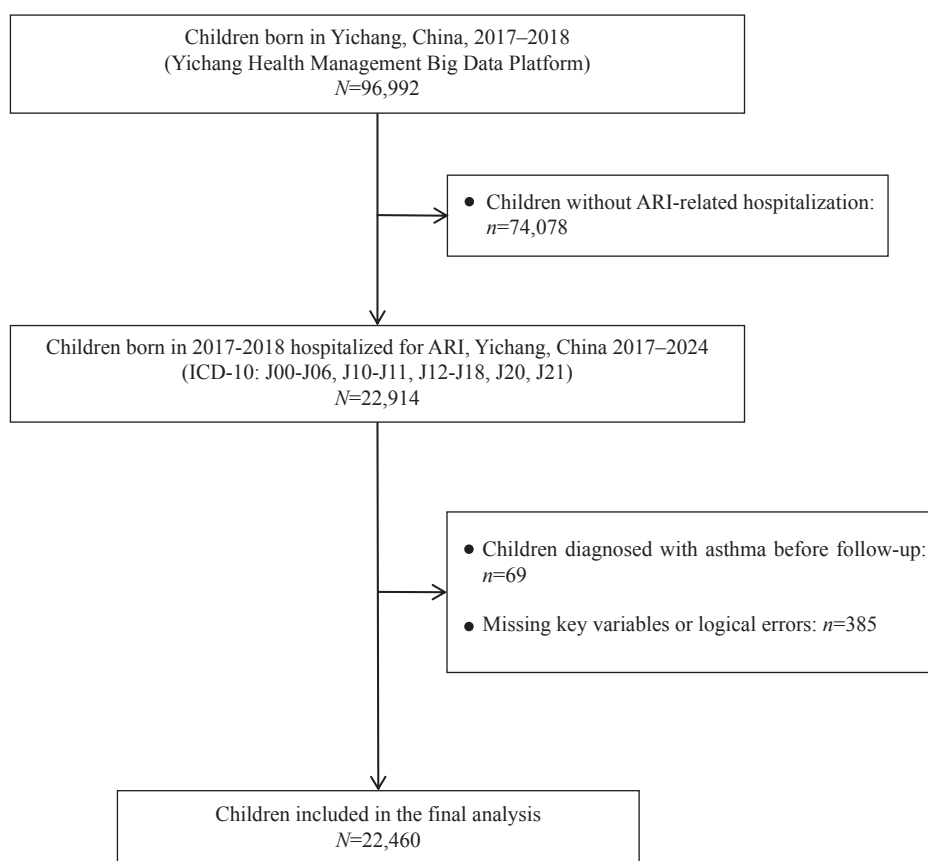 Children born in Yichang, China, 2017–2018
(Yichang Health Management Big Data Platform)
N=96,992
● Children without ARI-related hospitalization:
n=74,078
Children born in 2017-2018 hospitalized for ARI, Yichang, China 2017–2024
(ICD-10: J00-J06, J10-J11, J12-J18, J20, J21)
N=22,914
● Children diagnosed with asthma before follow-up:
n=69
● Missing key variables or logical errors: n=385
Children included in the final analysis
N=22,460